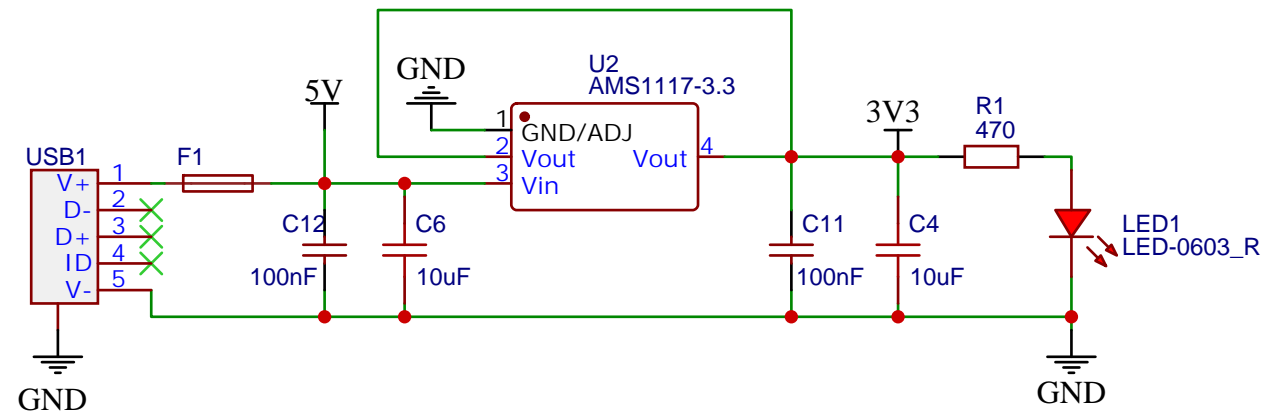 U2
AMS1117-3.3
GND
5V
1
GND/ADJ
2
Vout
Vout
4
3
Vin
3V3
R1
470
USB1
F1
V+
1
D-
2
D+
3
ID
4
V-
5
C12
100nF
C6
10uF
C11
100nF
C4
10uF
LED1
LED-0603_R
GND
GND